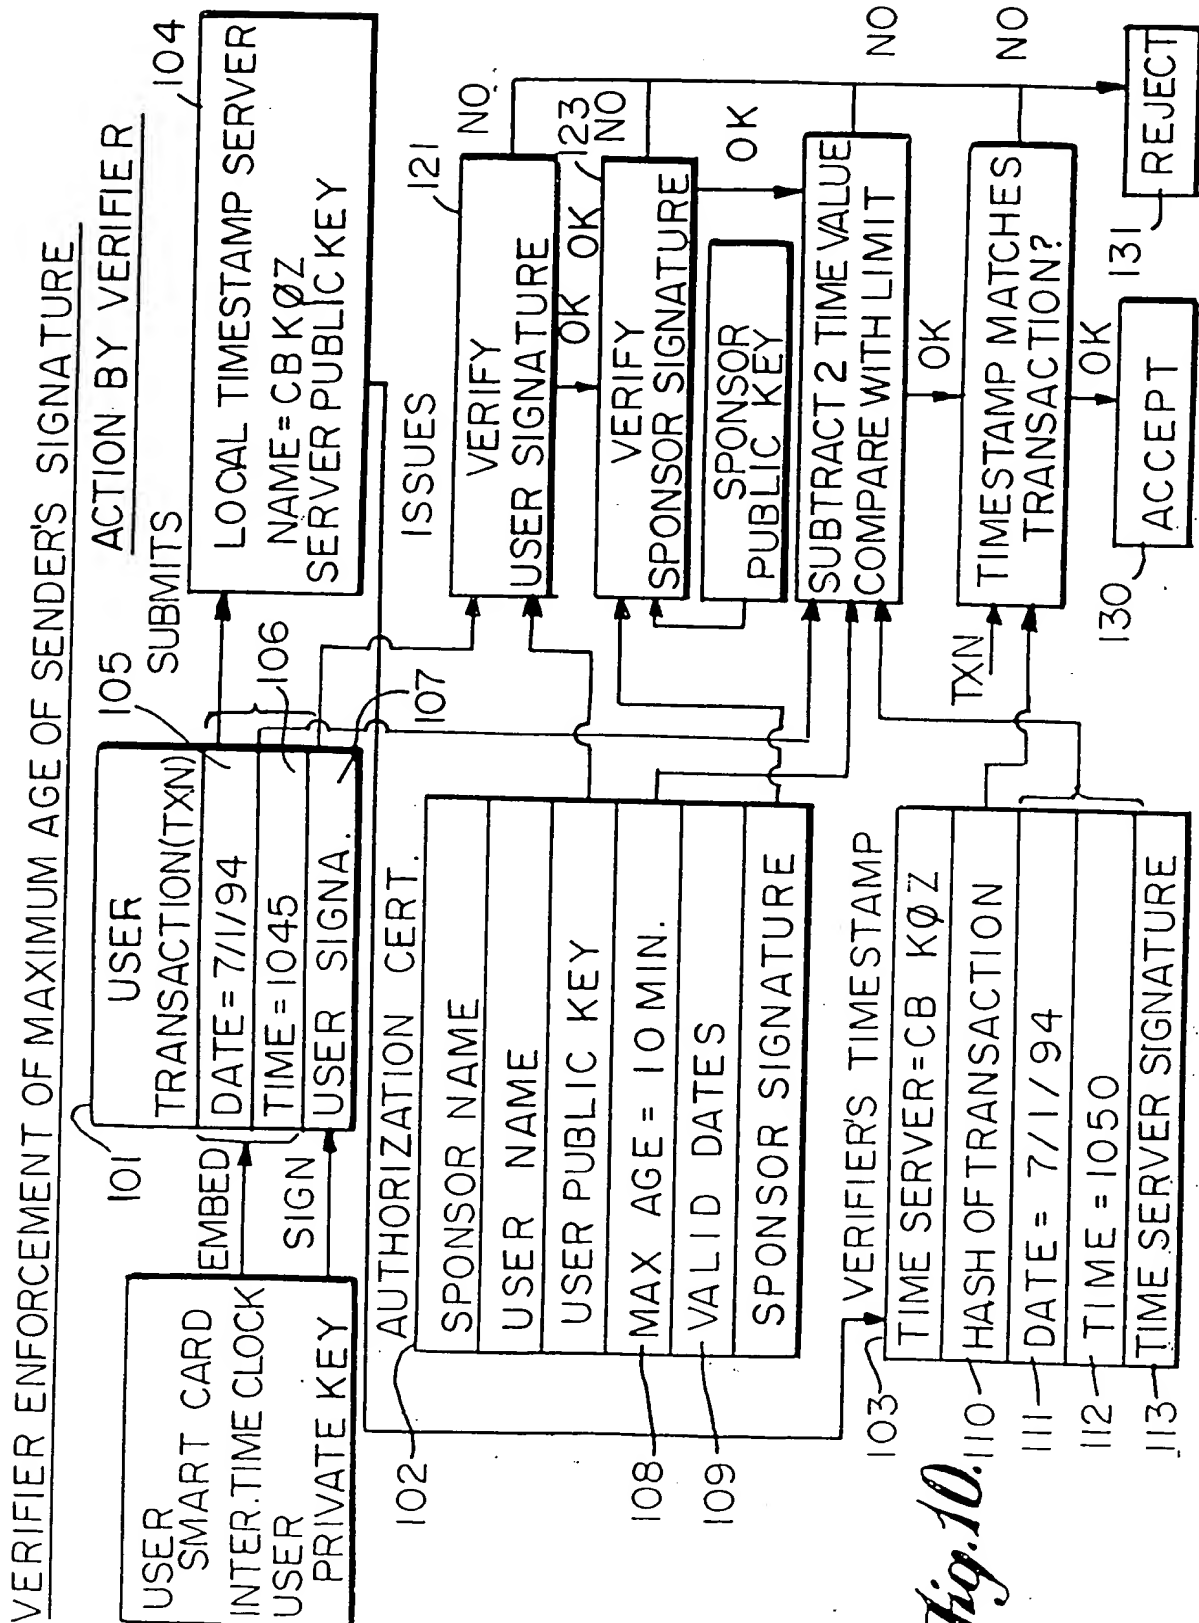 VERIFIER ENFORCEMENT OF MAXIMUM AGE OF SENDER'S SIGNATURE
ACTION BY VERIFIER
USER
SMART CARD
INTER.TIME CLOCK
USER
PRIVATE KEY
EMBED
SIGN
101
USER
TRANSACTION(TXN)
DATE = 7/1/94
TIME = 1045
USER SIGNA.
105
106
107
SUBMITS
104
LOCAL TIMESTAMP SERVER
NAME = CB KØZ
SERVER PUBLIC KEY
ISSUES
102
AUTHORIZATION CERT.
SPONSOR NAME
USER NAME
USER PUBLIC KEY
MAX AGE = 10 MIN.
VALID DATES
SPONSOR SIGNATURE
108
109
121
VERIFY
USER SIGNATURE
NO
OK
OK
123
NO
VERIFY
SPONSOR SIGNATURE
OK
SPONSOR
PUBLIC KEY
SUBTRACT 2 TIME VALUE
COMPARE WITH LIMIT
NO
OK
TXN
TIMESTAMP MATCHES
TRANSACTION?
NO
OK
130
ACCEPT
131
REJECT
103
VERIFIER'S TIMESTAMP
TIME SERVER = CB KØZ
HASH OF TRANSACTION
DATE = 7/1/94
TIME = 1050
TIME SERVER SIGNATURE
110
111
112
113
Fig. 10.